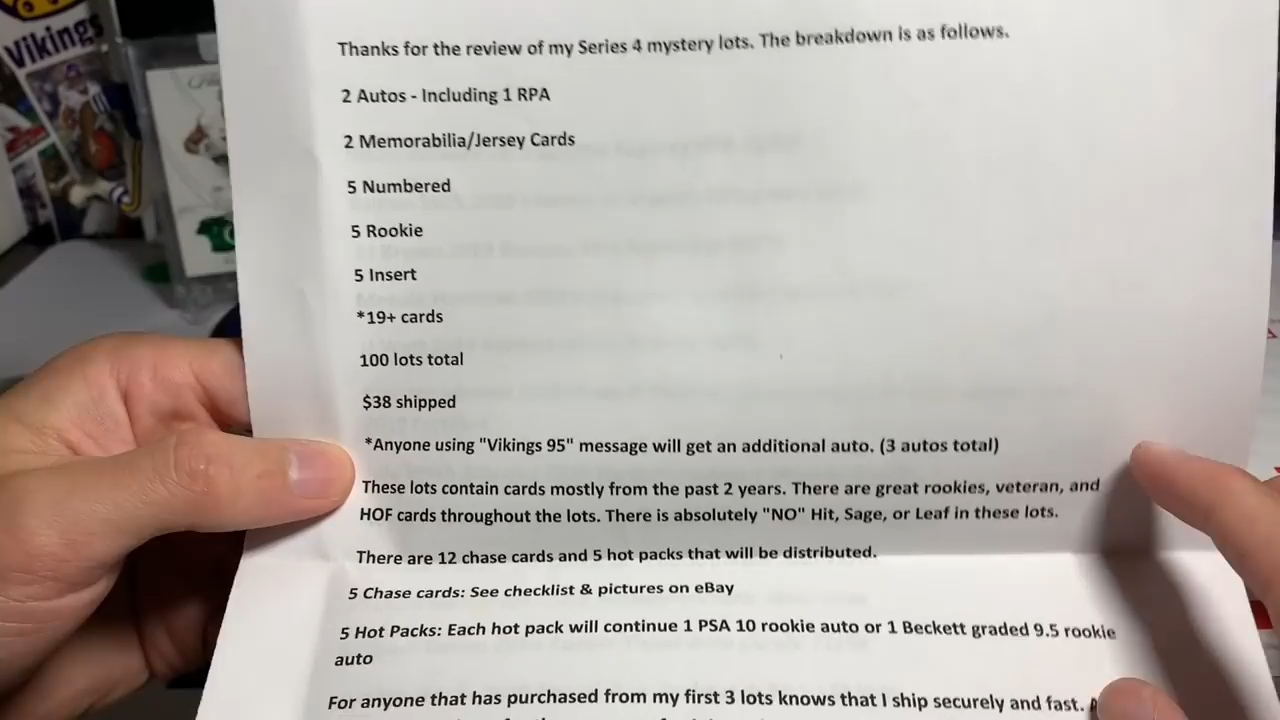 Vikings
Thanks for the review of my Series 4 mystery lots. The breakdown is as follows.
2 Autos - Including 1 RPA
2 Memorabilia/Jersey Cards
5 Numbered
5 Rookie
5 Insert
*19+ cards
100 lots total
$38 shipped
*Anyone using "Vikings 95" message will get an additional auto. (3 autos total)
These lots contain cards mostly from the past 2 years. There are great rookies, veteran, and
HOF cards throughout the lots. There is absolutely "NO" Hit, Sage, or Leaf in these lots.
There are 12 chase cards and 5 hot packs that will be distributed.
5 Chase cards: See checklist & pictures on eBay
5 Hot Packs: Each hot pack will continue 1 PSA 10 rookie auto or 1 Beckett graded 9.5 rookie
auto
For anyone that has purchased from my first 3 lots knows that I ship securely and fast.